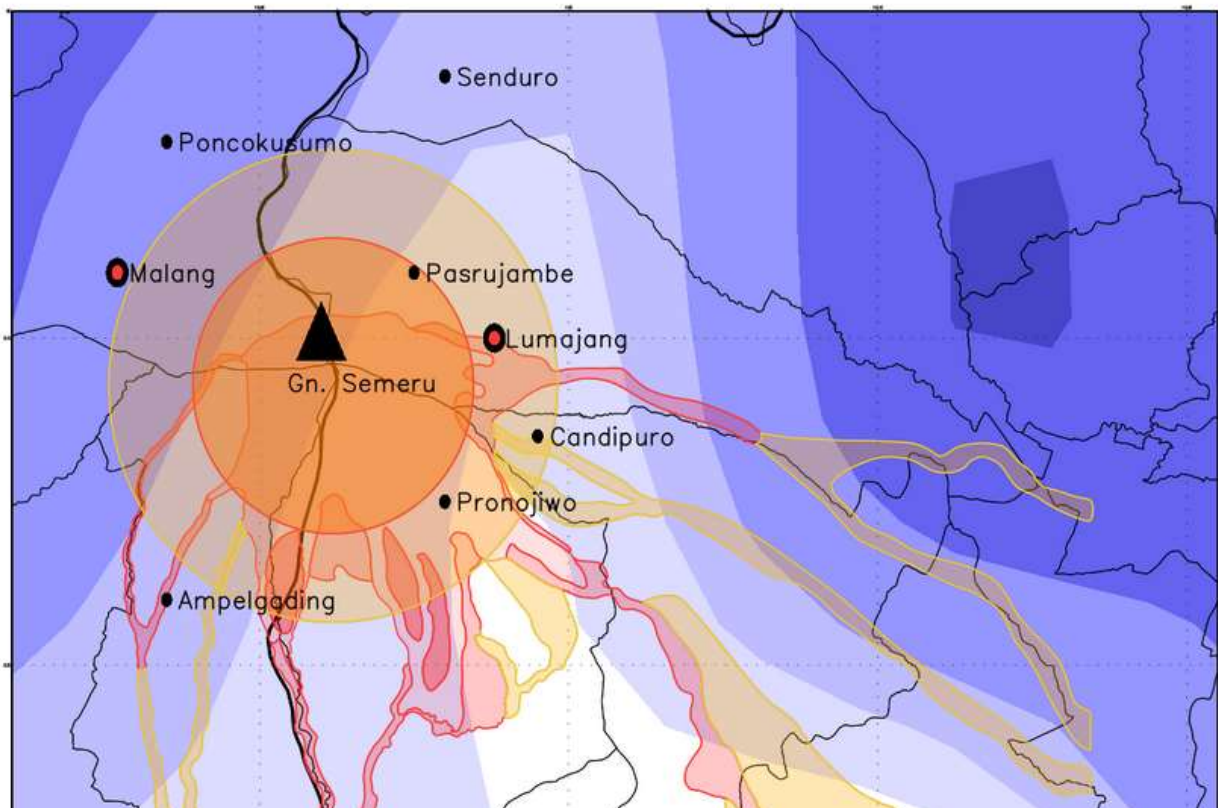 Senduro
Poncokusumo
Malang
Pasrujambe
Lumajang
Gn. Semeru
Candipuro
Pronojiwo
Ampelgading